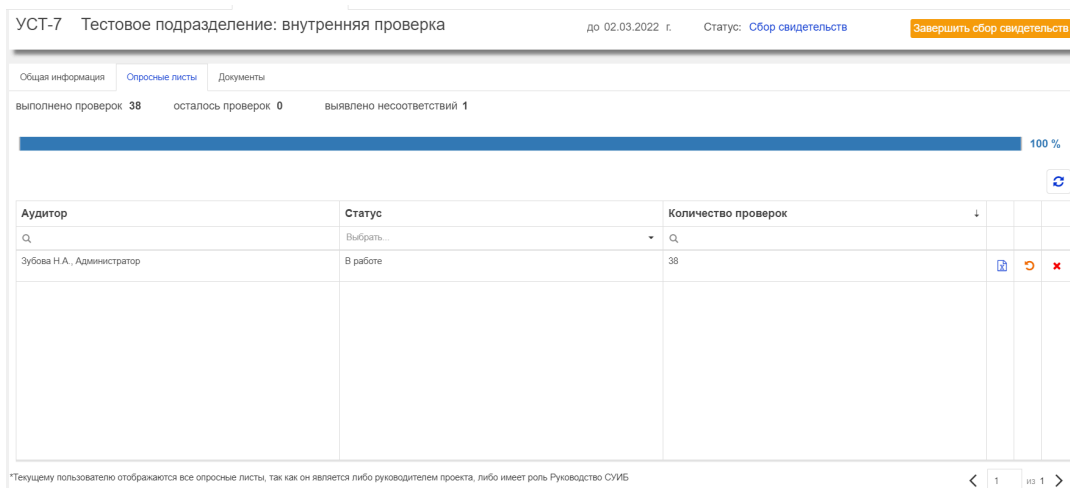 УСТ-7 Тестовое подразделение: внутренняя проверка до 02.03.2022 г. Статус: Сбор свидетельств Завершить сбор свидетельств
Общая информация Опросные листы Документы
выполнено проверок 38 осталось проверок 0 выявлено несоответствий 1
100 %
Аудитор Статус Количество проверок ↓
Выбрать...
Зубова Н.А., Администратор В работе 38
*Текущему пользователю отображаются все опросные листы, так как он является либо руководителем проекта, либо имеет роль Руководство СУИБ
1 из 1